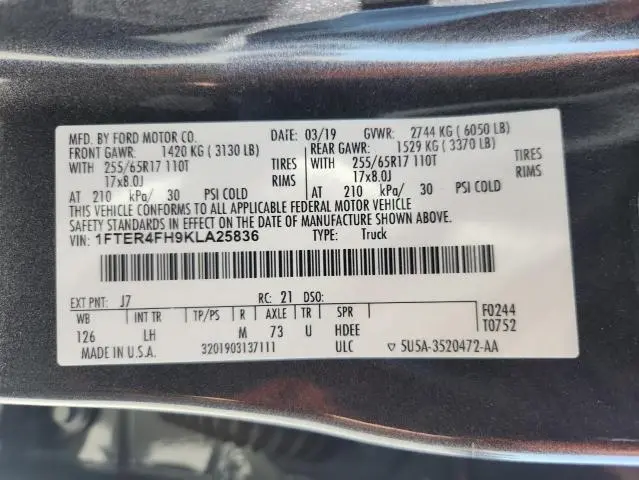 MFD. BY FORD MOTOR CO. DATE: 03/19 GVWR: 2744 KG ( 6050 LB)
FRONT GAWR: 1420 KG ( 3130 LB) REAR GAWR: 1529 KG ( 3370 LB)
WITH 255/65R17 110T TIRES WITH 255/65R17 110T TIRES
17x8.0J RIMS 17x8.0J RIMS
AT 210 kPa/ 30 PSI COLD AT 210 kPa/ 30 PSI COLD
THIS VEHICLE CONFORMS TO ALL APPLICABLE FEDERAL MOTOR VEHICLE
SAFETY STANDARDS IN EFFECT ON THE DATE OF MANUFACTURE SHOWN ABOVE.
VIN: 1FTER4FH9KLA25836 TYPE: Truck
EXT PNT: J7 RC: 21 DSO:
WB INT TR TP/PS R AXLE TR SPR F0244
126 LH M 73 U HDEE T0752
MADE IN U.S.A. 3201903137111 ULC ▽ 5U5A-3520472-AA